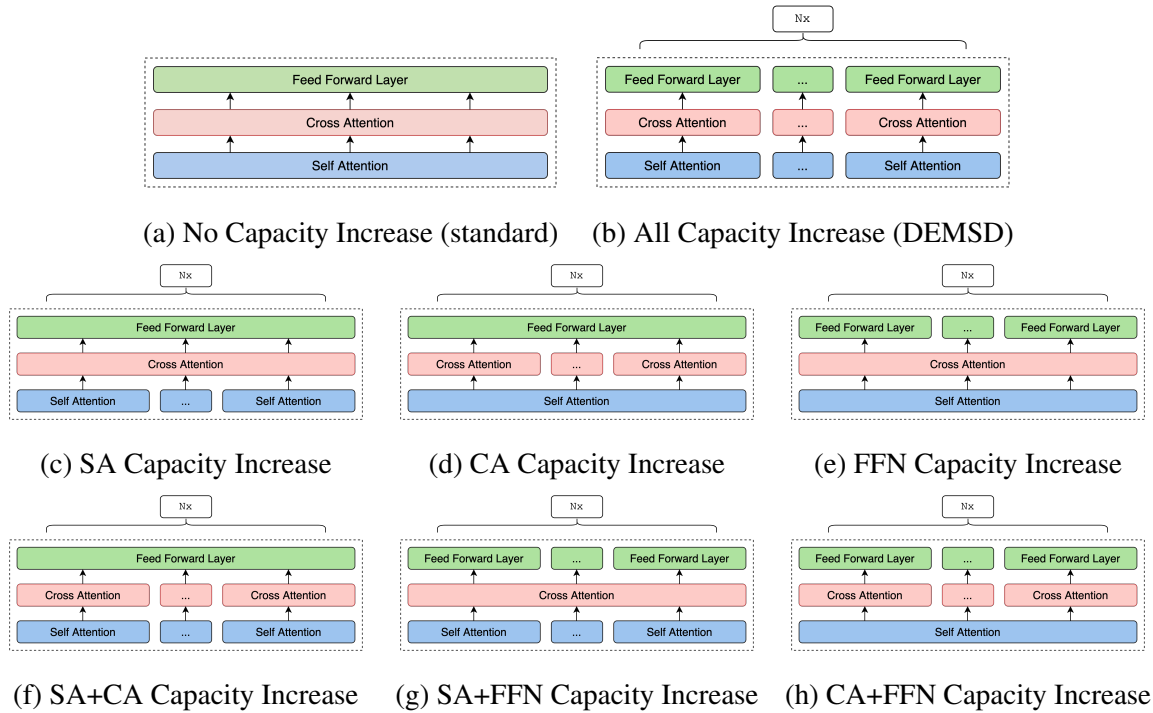 Nx
Feed Forward Layer
Cross Attention
Self Attention
Feed Forward Layer ... Feed Forward Layer
Cross Attention ... Cross Attention
Self Attention ... Self Attention
(a) No Capacity Increase (standard)
(b) All Capacity Increase (DEMSD)
Nx
Feed Forward Layer
Cross Attention
Self Attention ... Self Attention
(c) SA Capacity Increase
Nx
Feed Forward Layer
Cross Attention ... Cross Attention
Self Attention
(d) CA Capacity Increase
Nx
Feed Forward Layer ... Feed Forward Layer
Cross Attention
Self Attention
(e) FFN Capacity Increase
Nx
Feed Forward Layer
Cross Attention ... Cross Attention
Self Attention ... Self Attention
(f) SA+CA Capacity Increase
Nx
Feed Forward Layer ... Feed Forward Layer
Cross Attention
Self Attention ... Self Attention
(g) SA+FFN Capacity Increase
Nx
Feed Forward Layer ... Feed Forward Layer
Cross Attention ... Cross Attention
Self Attention
(h) CA+FFN Capacity Increase